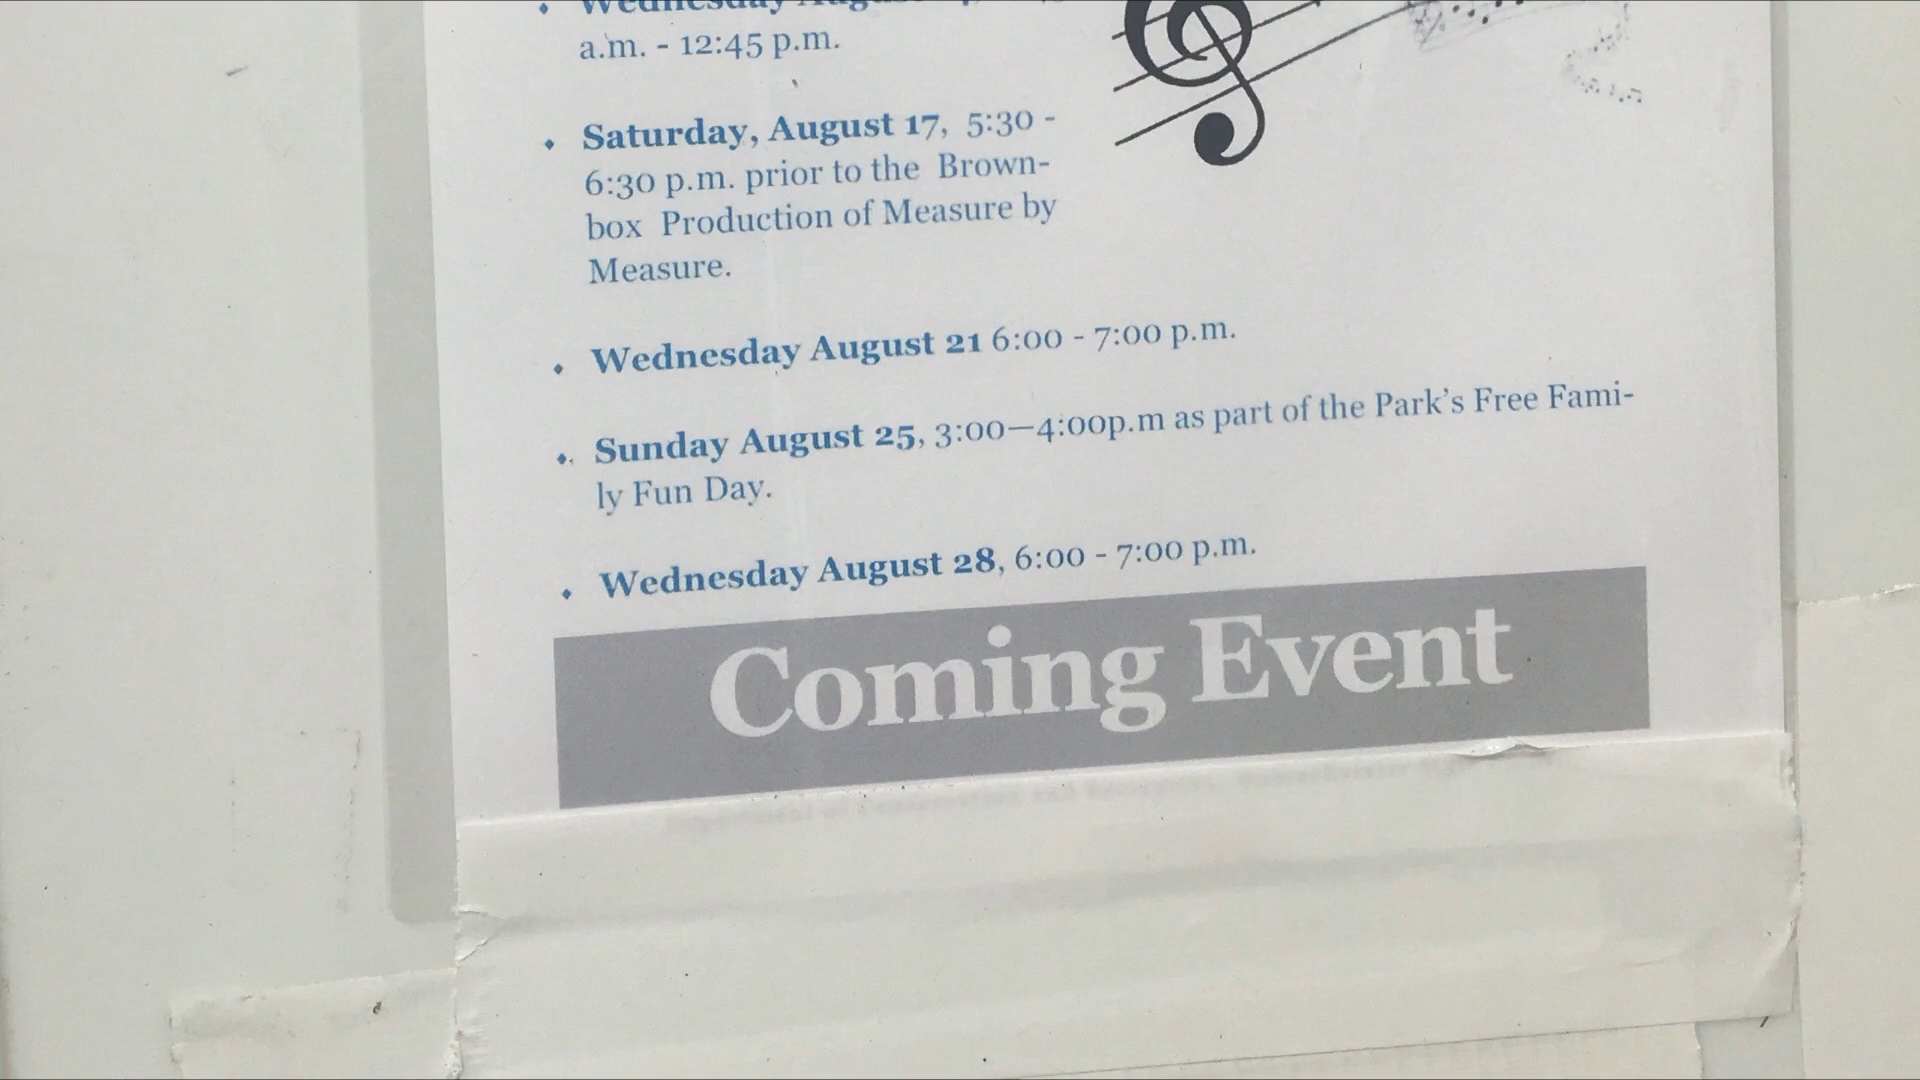 Wednesday August
a.m. - 12:45 p.m.
Saturday, August 17, 5:30 -
6:30 p.m. prior to the Brown-
box Production of Measure by
Measure.
Wednesday August 21 6:00 - 7:00 p.m.
Sunday August 25, 3:00—4:00p.m as part of the Park's Free Fami-
ly Fun Day.
Wednesday August 28, 6:00 - 7:00 p.m.
Coming Event